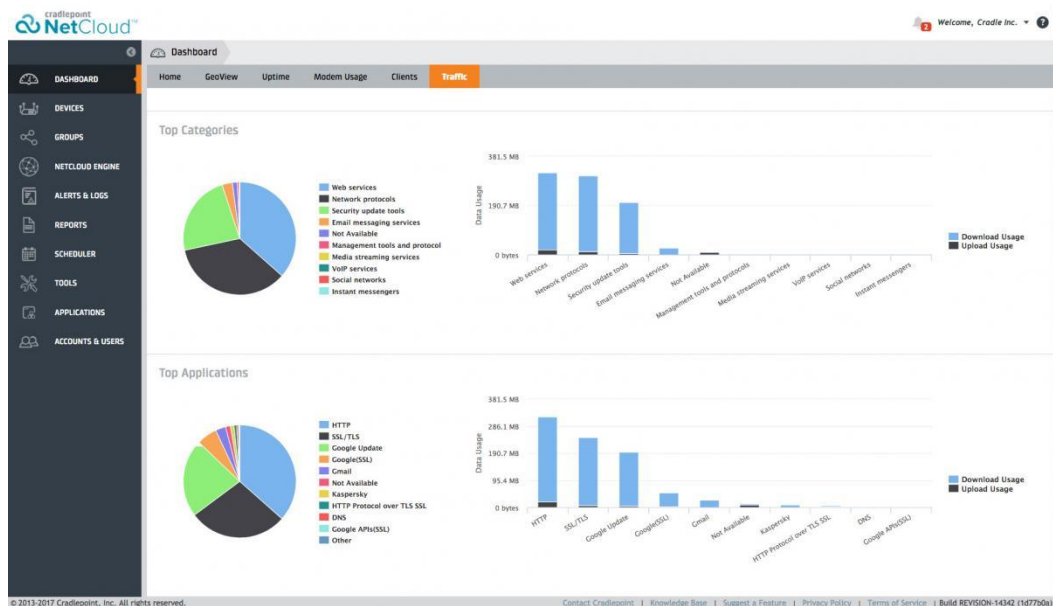 cradlepoint
NetCloud™
2
Welcome, Cradle Inc.
?
Dashboard
DASHBOARD
DEVICES
GROUPS
NETCLOUD ENGINE
ALERTS & LOGS
REPORTS
SCHEDULER
TOOLS
APPLICATIONS
ACCOUNTS & USERS
Home GeoView Uptime Modem Usage Clients Traffic
Top Categories
Web services
Network protocols
Security update tools
Email messaging services
Not Available
Management tools and protocol
Media streaming services
VoIP services
Social networks
Instant messengers
Data Usage
381.5 MB
190.7 MB
0 bytes
Web services
Network protocols
Security update tools
Email messaging services
Not Available
Management tools and protocols
Media streaming services
VoIP services
Social networks
Instant messengers
Download Usage
Upload Usage
Top Applications
HTTP
SSL/TLS
Google Update
Google(SSL)
Gmail
Not Available
Kaspersky
HTTP Protocol over TLS SSL
DNS
Google APIs(SSL)
Other
Data Usage
381.5 MB
286.1 MB
190.7 MB
95.4 MB
0 bytes
HTTP
SSL/TLS
Google Update
Google(SSL)
Gmail
Not Available
Kaspersky
HTTP Protocol over TLS SSL
DNS
Google APIs(SSL)
Download Usage
Upload Usage
© 2013-2017 Cradlepoint, Inc. All rights reserved.
Contact Cradlepoint | Knowledge Base | Suggest a Feature | Privacy Policy | Terms of Service | Build REVISION-14342 (1d77b0a)